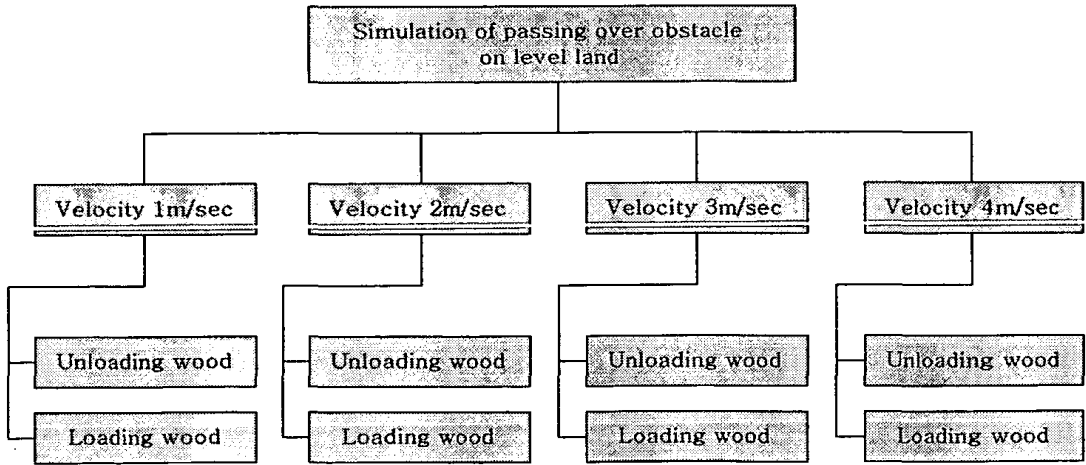 Simulation of passing over obstacle
on level land
Velocity 1m/sec
Velocity 2m/sec
Velocity 3m/sec
Velocity 4m/sec
Unloading wood
Unloading wood
Unloading wood
Unloading wood
Loading wood
Loading wood
Loading wood
Loading wood